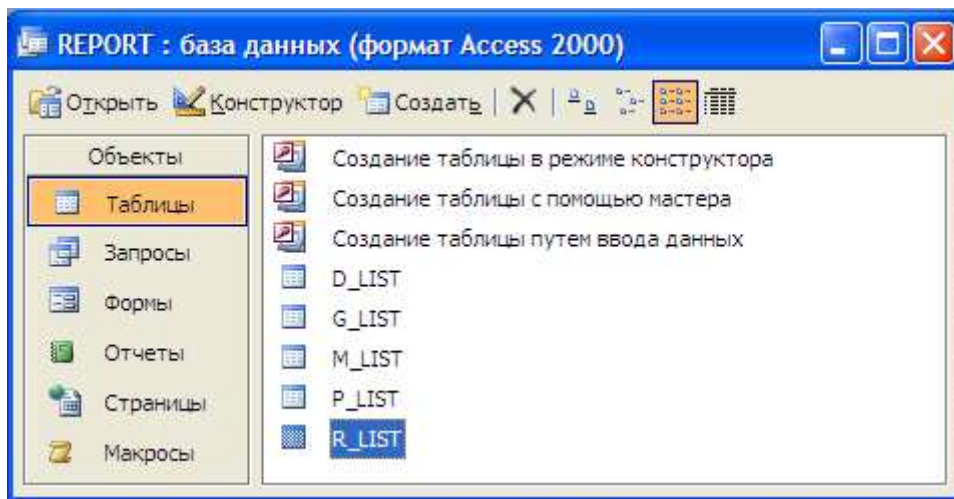 REPORT : база данных (формат Access 2000)
Открыть Конструктор Создать
Объекты
Таблицы
Запросы
Формы
Отчеты
Страницы
Макросы
Создание таблицы в режиме конструктора
Создание таблицы с помощью мастера
Создание таблицы путем ввода данных
D_LIST
G_LIST
M_LIST
P_LIST
R_LIST